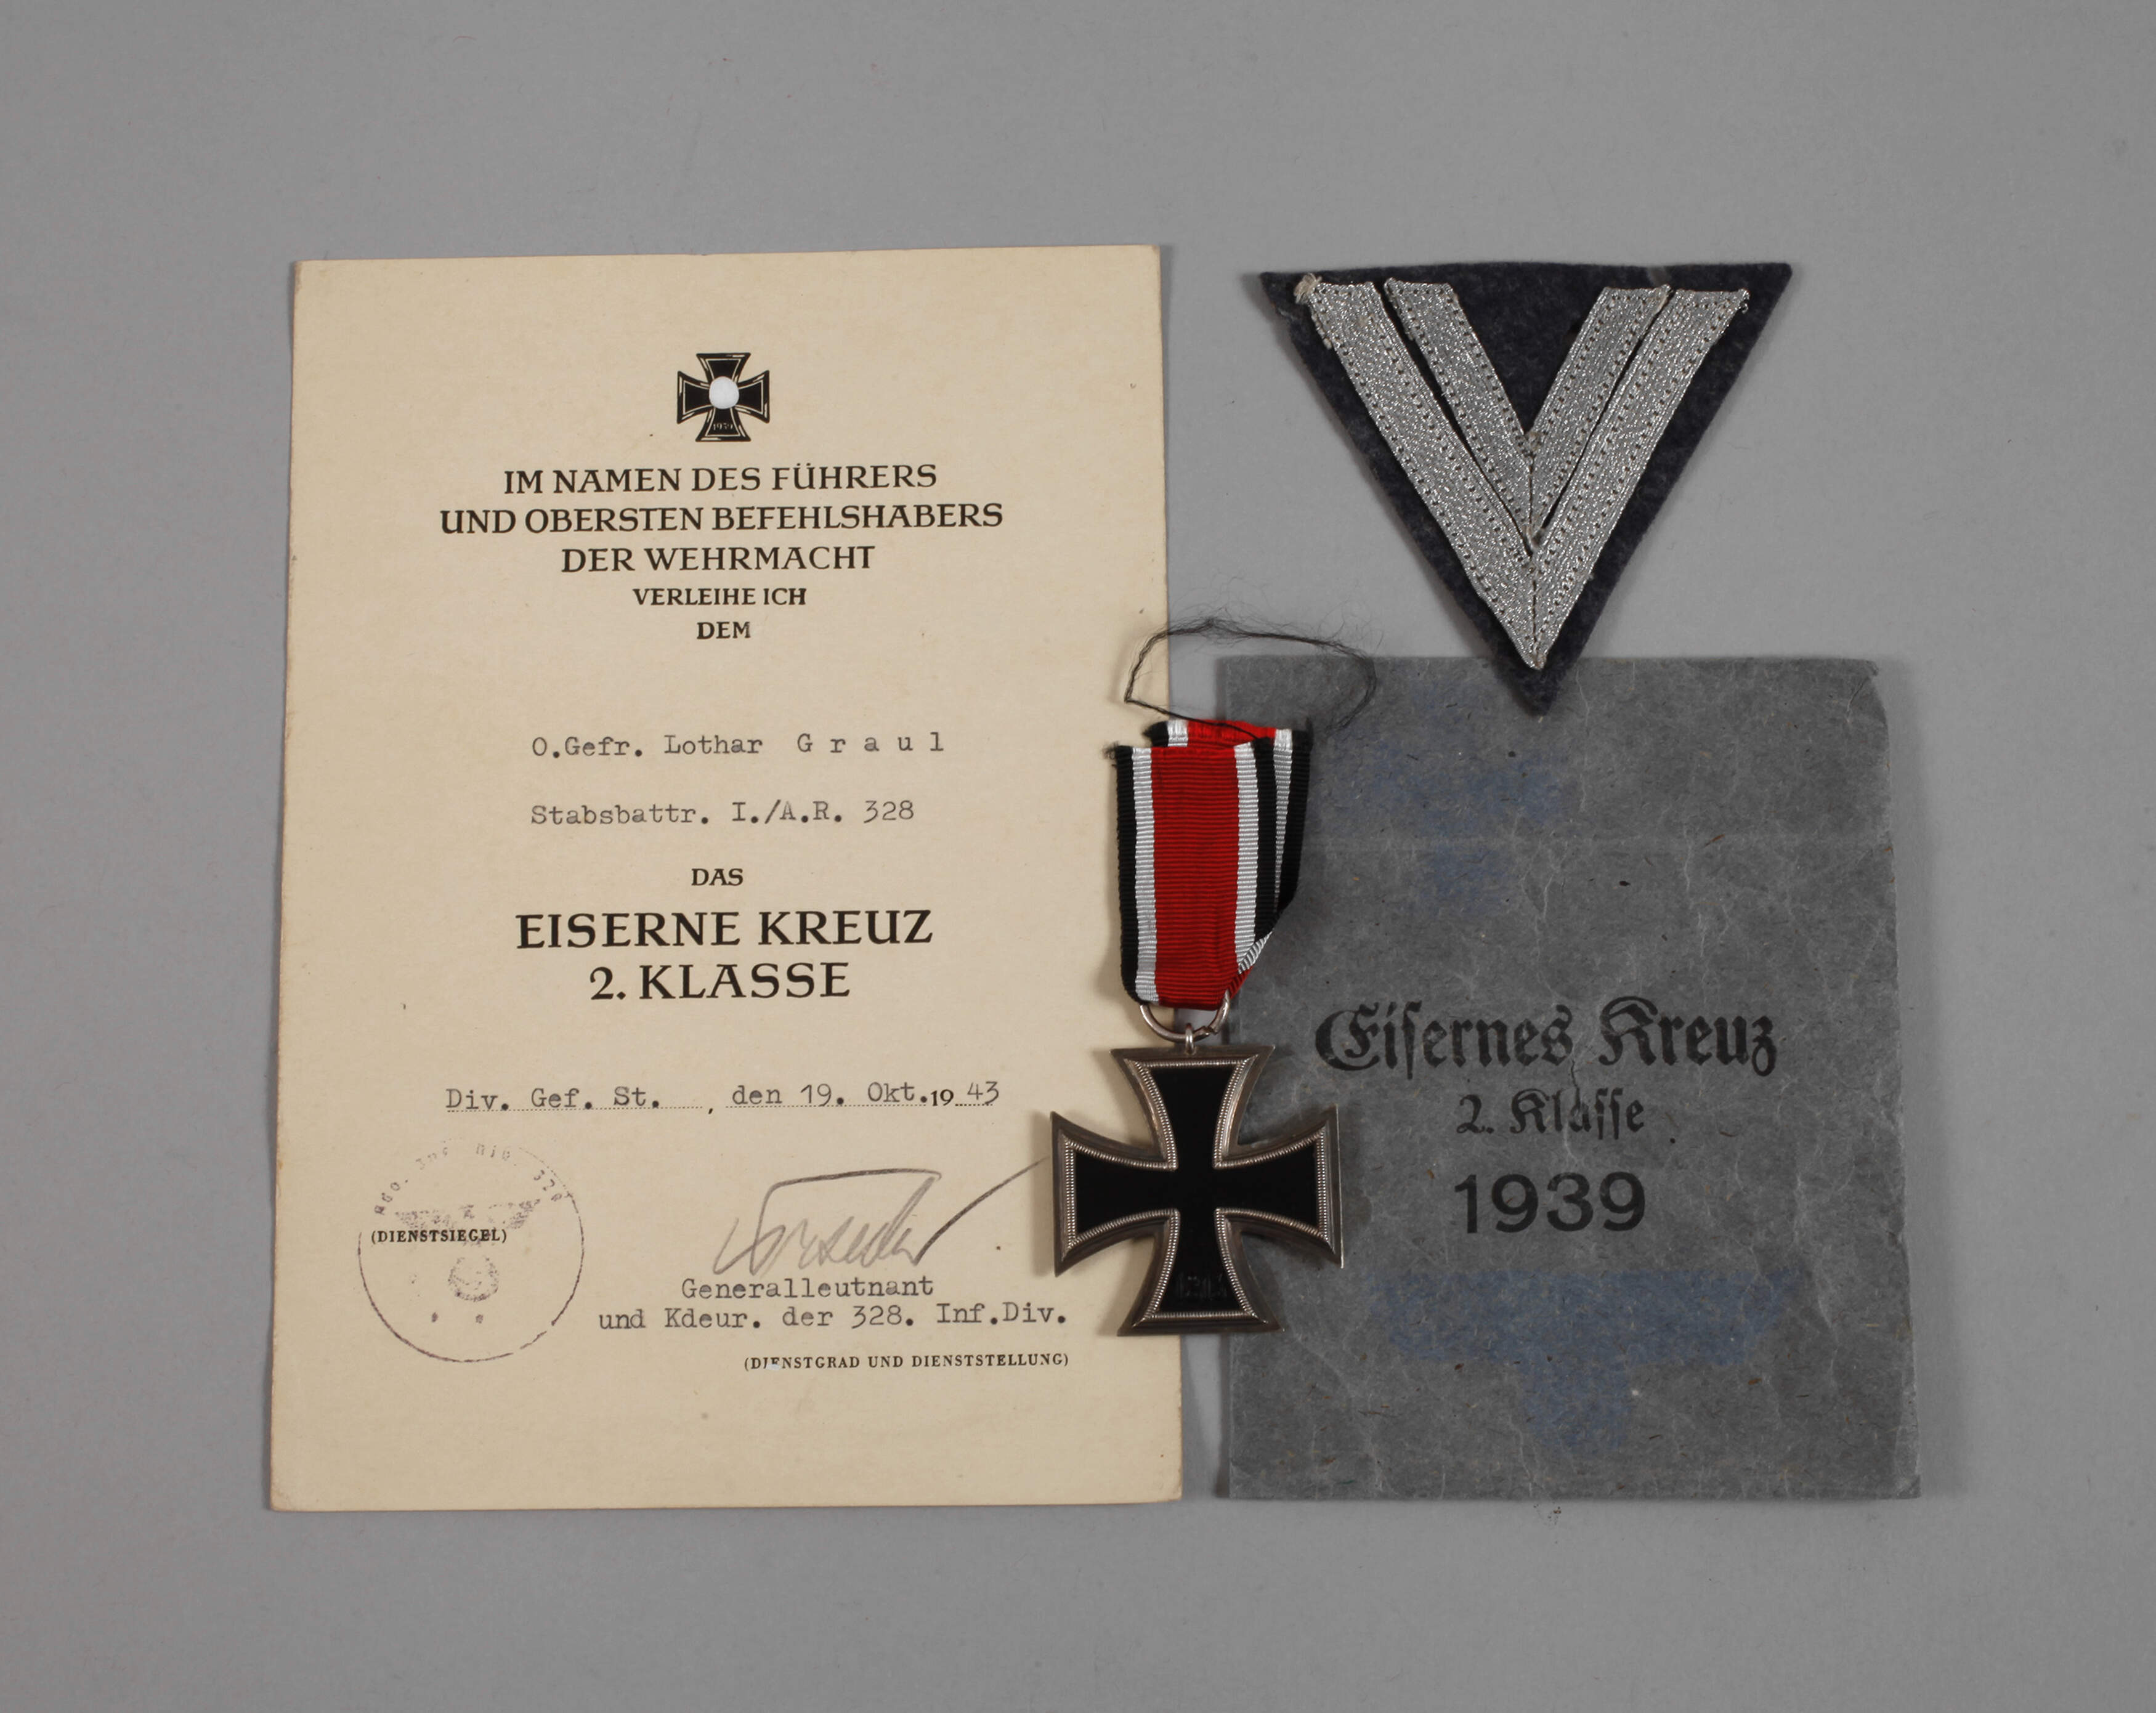 1939
IM NAMEN DES FÜHRERS
UND OBERSTEN BEFEHLSHABERS
DER WEHRMACHT
VERLEIHE ICH
DEM
O.Gefr. Lothar Graul
Stabsbattr. I./A.R. 328
DAS
EISERNE KREUZ
2. KLASSE
Div. Gef. St. , den 19. Okt. 19 43
(DIENSTSIEGEL)
Generalleutnant
und Kdeur. der 328. Inf.Div.
(DIENSTGRAD UND DIENSTSTELLUNG)
Eiſernes Kreuz
2. Klaſſe
1939